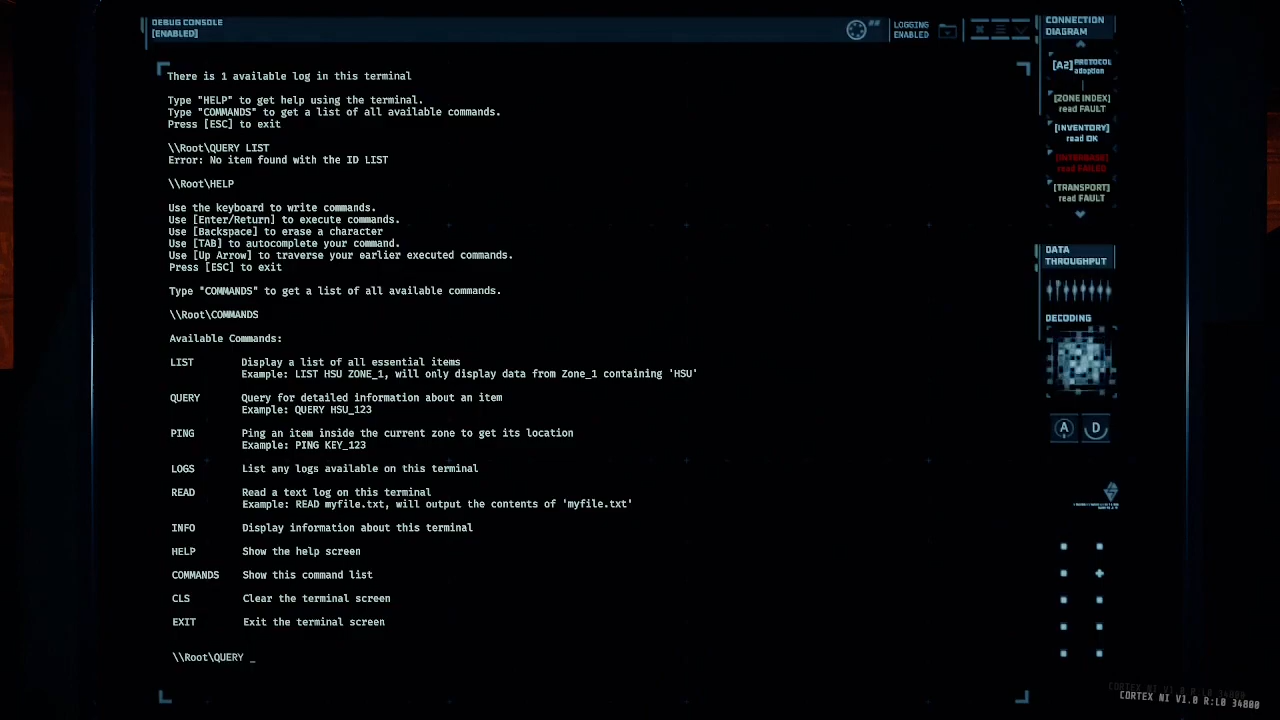 DEBUG CONSOLE
[ENABLED]
LOGGING
ENABLED
There is 1 available log in this terminal
Type "HELP" to get help using the terminal.
Type "COMMANDS" to get a list of all available commands.
Press [ESC] to exit
\\Root\QUERY LIST
Error: No item found with the ID LIST
\\Root\HELP
Use the keyboard to write commands.
Use [Enter/Return] to execute commands.
Use [Backspace] to erase a character
Use [TAB] to autocomplete your command.
Use [Up Arrow] to traverse your earlier executed commands.
Press [ESC] to exit
Type "COMMANDS" to get a list of all available commands.
\\Root\COMMANDS
Available Commands:
LIST Display a list of all essential items
Example: LIST HSU ZONE_1, will only display data from Zone_1 containing 'HSU'
QUERY Query for detailed information about an item
Example: QUERY HSU_123
PING Ping an item inside the current zone to get its location
Example: PING KEY_123
LOGS List any logs available on this terminal
READ Read a text log on this terminal
Example: READ myfile.txt, will output the contents of 'myfile.txt'
INFO Display information about this terminal
HELP Show the help screen
COMMANDS Show this command list
CLS Clear the terminal screen
EXIT Exit the terminal screen
\\Root\QUERY _
CONNECTION
DIAGRAM
[A2] PROTOCOL
adoption
[ZONE INDEX]
read FAULT
[INVENTORY]
read OK
[INTERBASE]
read FAILED
[TRANSPORT]
read FAULT
DATA
THROUGHPUT
DECODING
A D
CORTEX NI V1.0 R:L0 34800